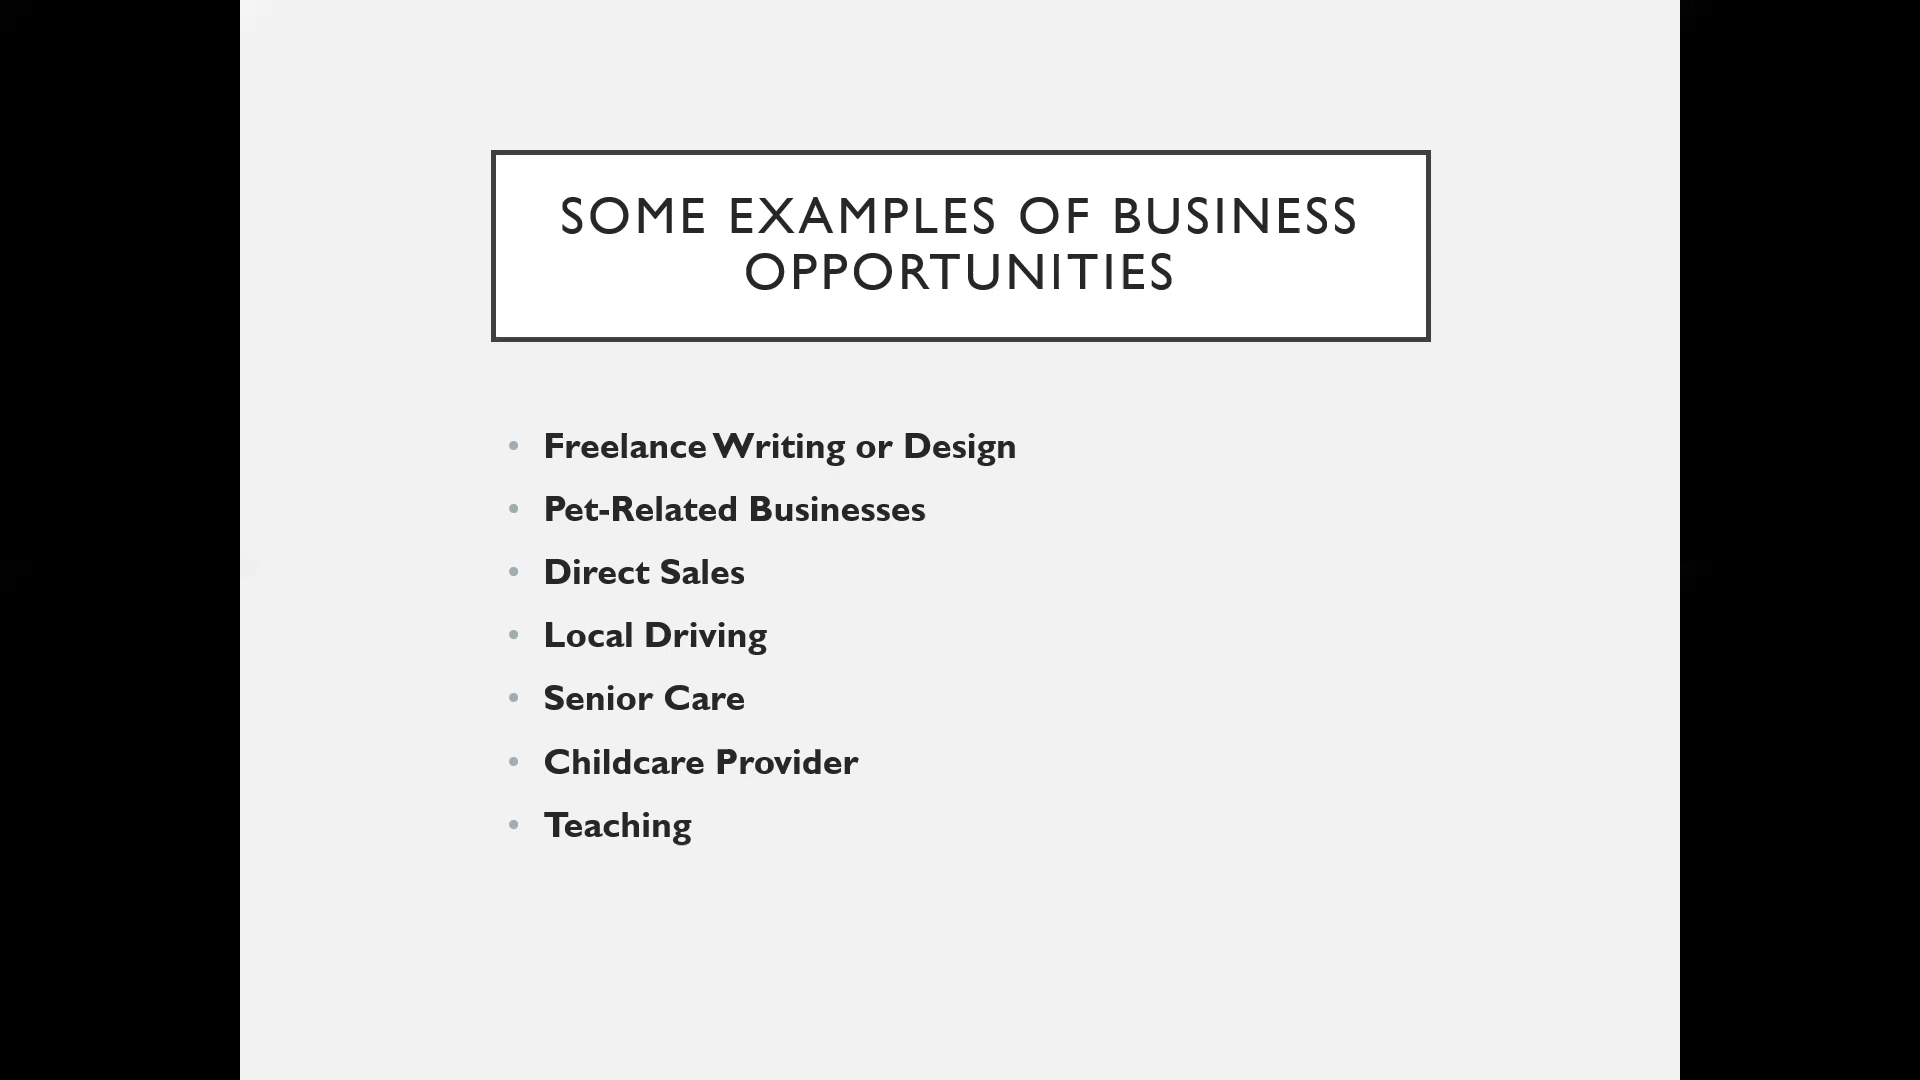 SOME EXAMPLES OF BUSINESS
OPPORTUNITIES
• Freelance Writing or Design
• Pet-Related Businesses
• Direct Sales
• Local Driving
• Senior Care
• Childcare Provider
• Teaching